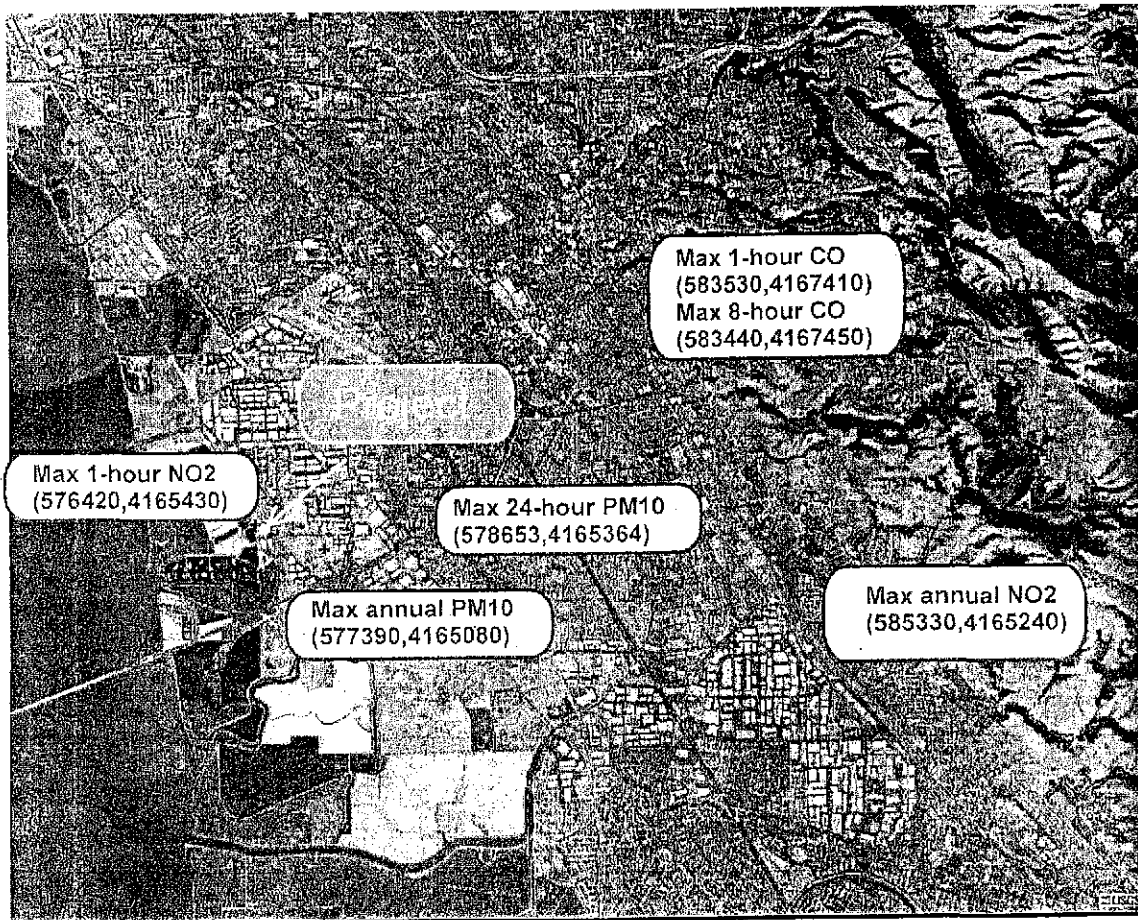 Max 1-hour CO
(583530,4167410)
Max 8-hour CO
(583440,4167450)
Project
Max 1-hour NO2
(576420,4165430)
Max 24-hour PM10
(578653,4165364)
Max annual PM10
(577390,4165080)
Max annual NO2
(585330,4165240)